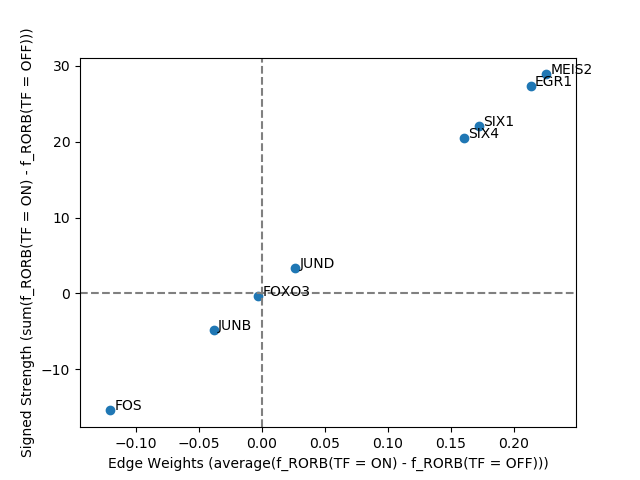 Signed Strength (sum(f_RORB(TF = ON) - f_RORB(TF = OFF)))
30
20
10
0
−10
MEIS2
EGR1
SIX1
SIX4
JUND
FOXO3
JUNB
FOS
−0.10
−0.05
0.00
0.05
0.10
0.15
0.20
Edge Weights (average(f_RORB(TF = ON) - f_RORB(TF = OFF)))